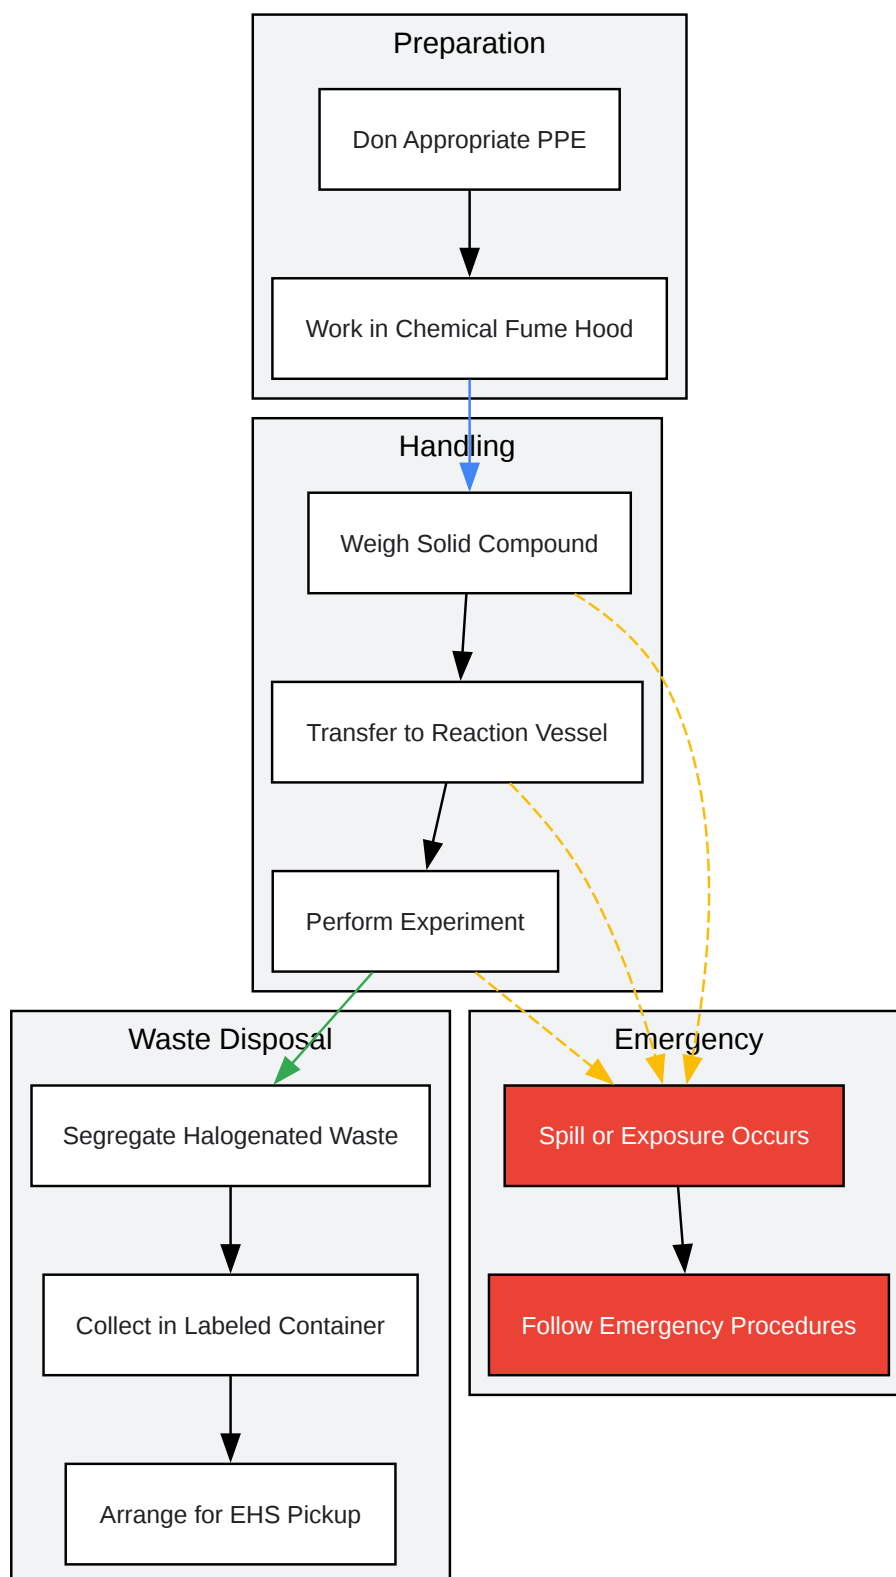 Preparation
Don Appropriate PPE
Work in Chemical Fume Hood
Handling
Weigh Solid Compound
Transfer to Reaction Vessel
Perform Experiment
Waste Disposal
Segregate Halogenated Waste
Collect in Labeled Container
Arrange for EHS Pickup
Emergency
Spill or Exposure Occurs
Follow Emergency Procedures